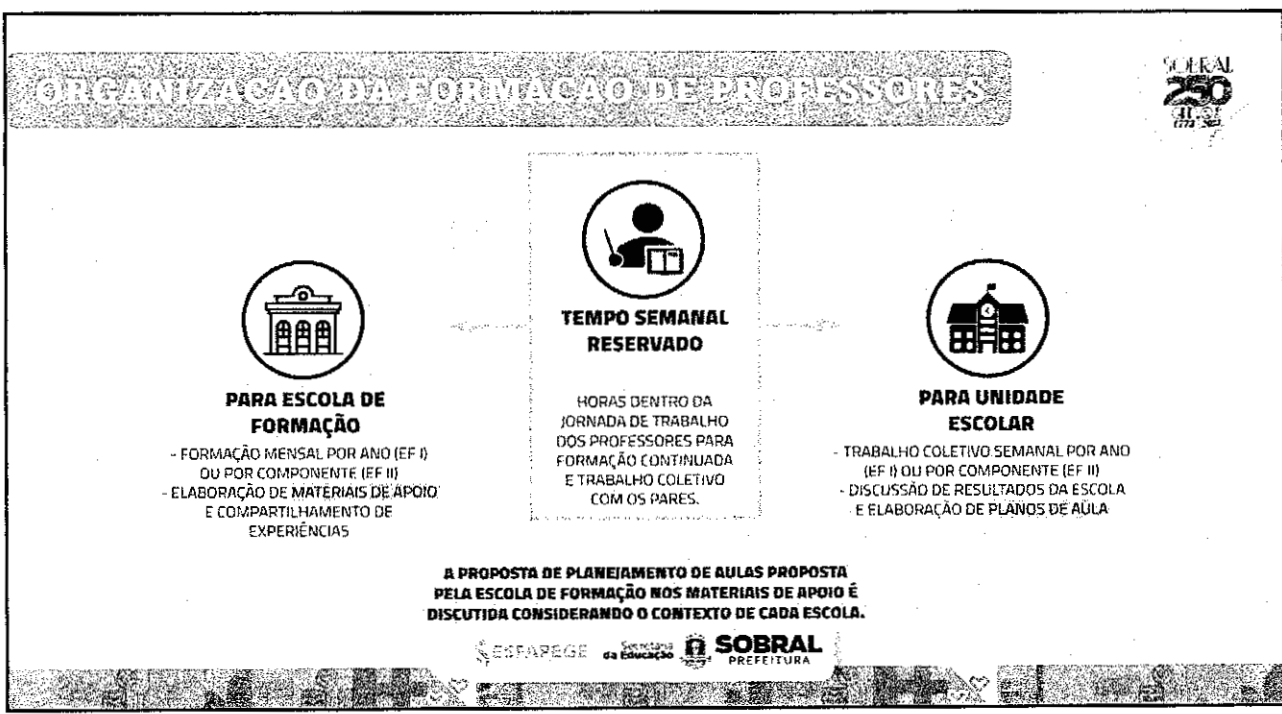 ORGANIZAÇÃO DA FORMAÇÃO DE PROFESSORES
SOBRAL
250
TEMPO SEMANAL
RESERVADO
HORAS DENTRO DA
JORNADA DE TRABALHO
DOS PROFESSORES PARA
FORMAÇÃO CONTINUADA
E TRABALHO COLETIVO
COM OS PARES.
PARA ESCOLA DE
FORMAÇÃO
- FORMAÇÃO MENSAL POR ANO (EF I)
OU POR COMPONENTE (EF II)
- ELABORAÇÃO DE MATERIAIS DE APOIO
E COMPARTILHAMENTO DE
EXPERIÊNCIAS
PARA UNIDADE
ESCOLAR
- TRABALHO COLETIVO SEMANAL POR ANO
(EF I) OU POR COMPONENTE (EF II)
- DISCUSSÃO DE RESULTADOS DA ESCOLA
E ELABORAÇÃO DE PLANOS DE AULA
A PROPOSTA DE PLANEJAMENTO DE AULAS PROPOSTA
PELA ESCOLA DE FORMAÇÃO NOS MATERIAIS DE APOIO É
DISCUTIDA CONSIDERANDO O CONTEXTO DE CADA ESCOLA.
ESFAPEGE
Secretaria
da Educação
SOBRAL
PREFEITURA